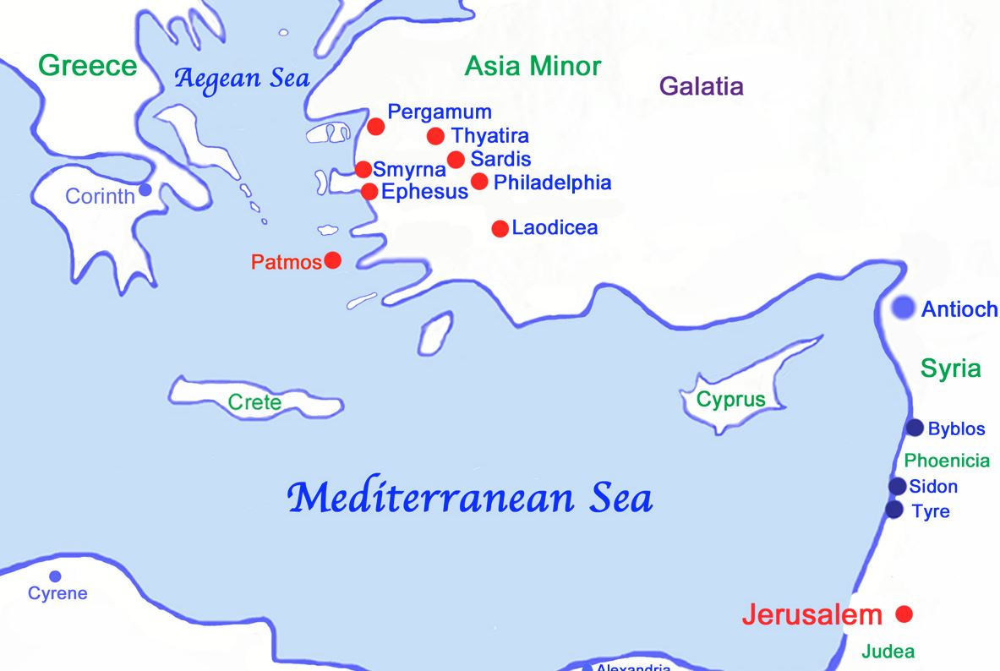 Greece
Aegean Sea
Asia Minor
Galatia
Pergamum
Thyatira
Sardis
Smyrna
Philadelphia
Ephesus
Corinth
Laodicea
Patmos
Antioch
Syria
Crete
Cyprus
Byblos
Phoenicia
Sidon
Mediterranean Sea
Tyre
Cyrene
Jerusalem
Judea
Alexandria